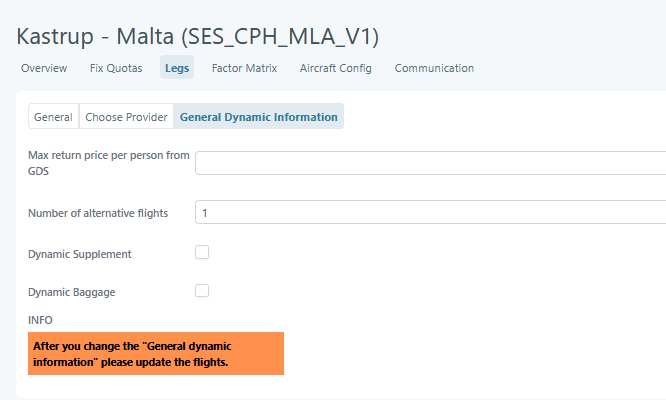 Kastrup - Malta (SES_CPH_MLA_V1)
Overview Fix Quotas Legs Factor Matrix Aircraft Config Communication
General Choose Provider General Dynamic Information
Max return price per person from
GDS
Number of alternative flights 1
Dynamic Supplement
Dynamic Baggage
INFO
After you change the "General dynamic
information" please update the flights.